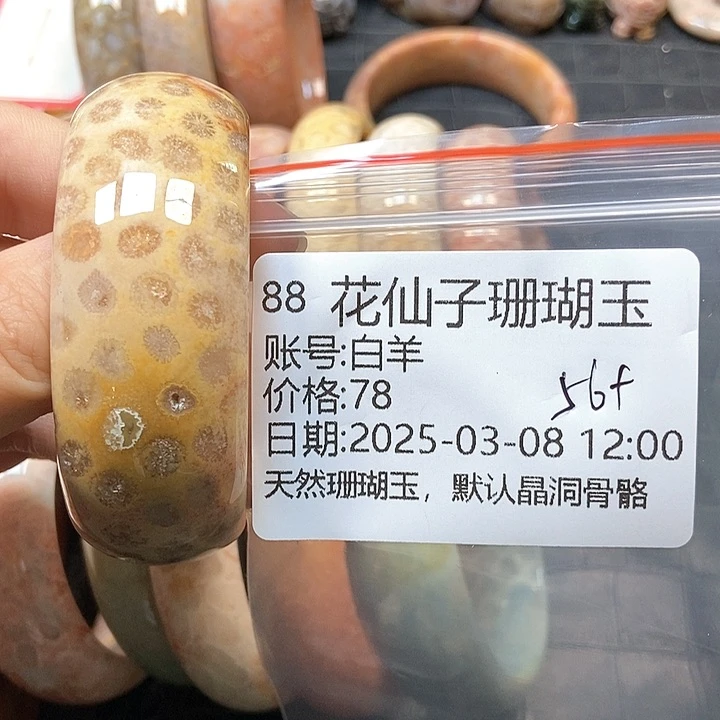 88 花仙子珊瑚玉
账号:白羊
价格:78
56+
日期:2025-03-08 12:00
天然珊瑚玉，默认晶洞骨骼